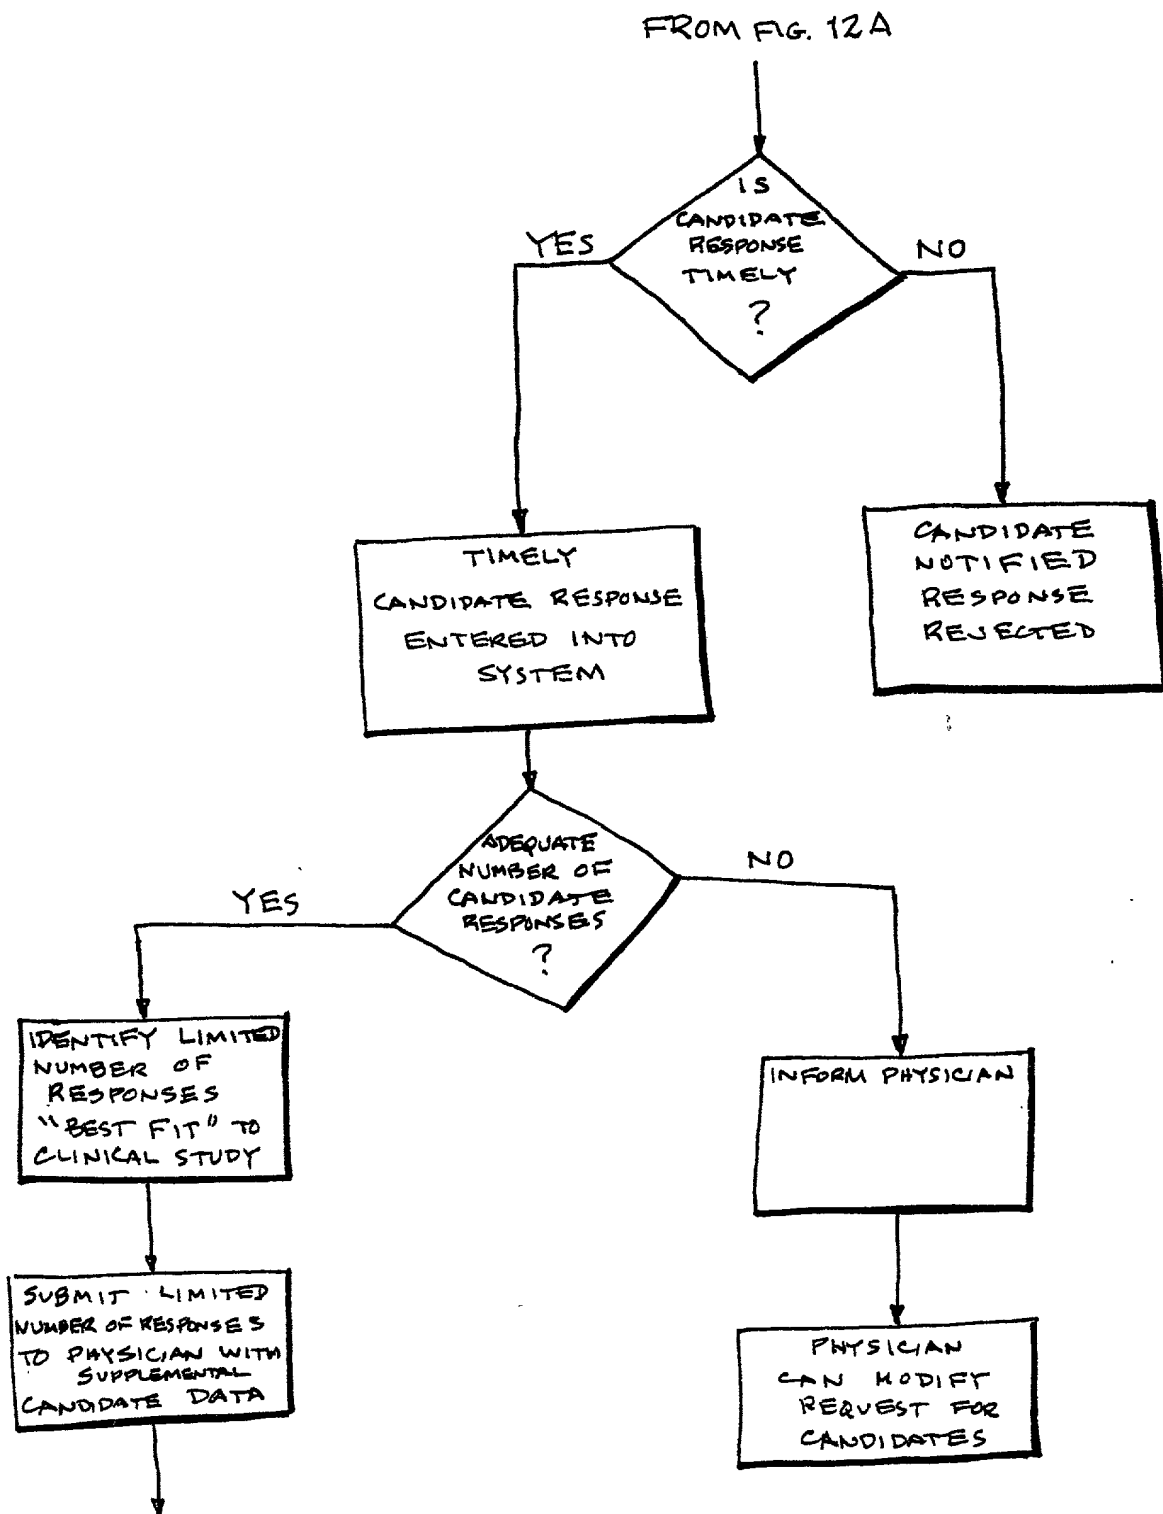 FROM FIG. 12A
IS
CANDIDATE
RESPONSE
TIMELY
?
YES
NO
TIMELY
CANDIDATE RESPONSE
ENTERED INTO
SYSTEM
CANDIDATE
NOTIFIED
RESPONSE
REJECTED
ADEQUATE
NUMBER OF
CANDIDATE
RESPONSES
?
YES
NO
IDENTIFY LIMITED
NUMBER OF
RESPONSES
"BEST FIT" TO
CLINICAL STUDY
INFORM PHYSICIAN
SUBMIT LIMITED
NUMBER OF RESPONSES
TO PHYSICIAN WITH
SUPPLEMENTAL
CANDIDATE DATA
PHYSICIAN
CAN MODIFY
REQUEST FOR
CANDIDATES